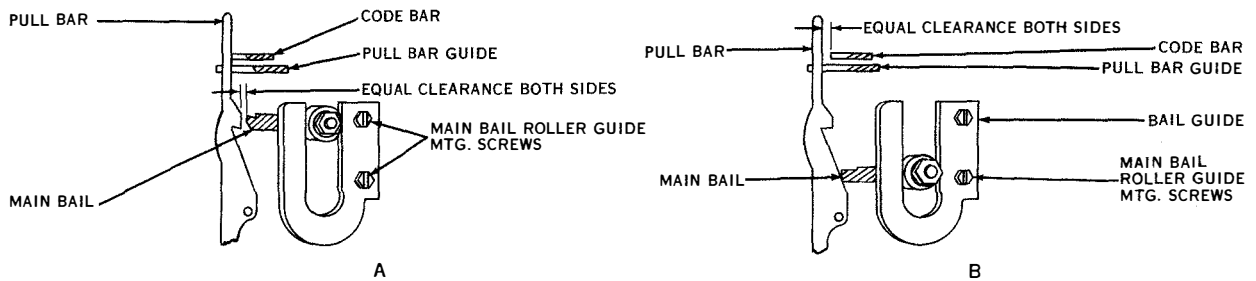 PULL BAR
CODE BAR
PULL BAR GUIDE
EQUAL CLEARANCE BOTH SIDES
MAIN BAIL ROLLER GUIDE
MTG. SCREWS
MAIN BAIL
A
EQUAL CLEARANCE BOTH SIDES
PULL BAR
CODE BAR
PULL BAR GUIDE
BAIL GUIDE
MAIN BAIL
MAIN BAIL
ROLLER GUIDE
MTG. SCREWS
B